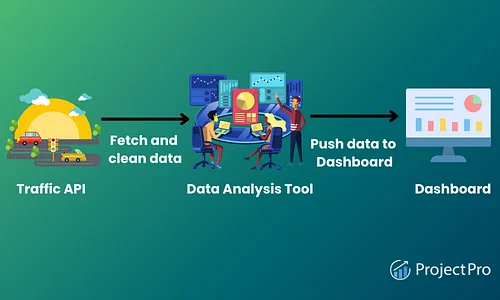 Fetch and
clean data
Push data to
Dashboard
Traffic API
Data Analysis Tool
Dashboard
ProjectPro